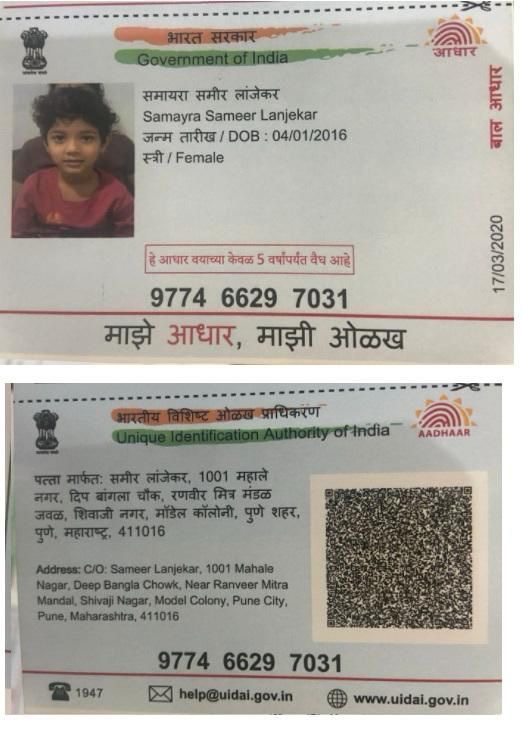 भारत सरकार
Government of India
आधार
समायरा समीर लांजेकर
Samayra Sameer Lanjekar
जन्म तारीख / DOB : 04/01/2016
स्त्री / Female
बाल आधार
17/03/2020
हे आधार वयाच्या केवळ 5 वर्षांपर्यंत वैध आहे
9774 6629 7031
माझे आधार, माझी ओळख
भारतीय विशिष्ट ओळख प्राधिकरण
Unique Identification Authority of India
AADHAAR
पत्ता मार्फत: समीर लांजेकर, 1001 महाले
नगर, दिप बांगला चौक, रणवीर मित्र मंडळ
जवळ, शिवाजी नगर, मॉडेल कॉलोनी, पुणे शहर,
पुणे, महाराष्ट्र, 411016
Address: C/O: Sameer Lanjekar, 1001 Mahale
Nagar, Deep Bangla Chowk, Near Ranveer Mitra
Mandal, Shivaji Nagar, Model Colony, Pune City,
Pune, Maharashtra, 411016
9774 6629 7031
1947
help@uidai.gov.in
www.uidai.gov.in